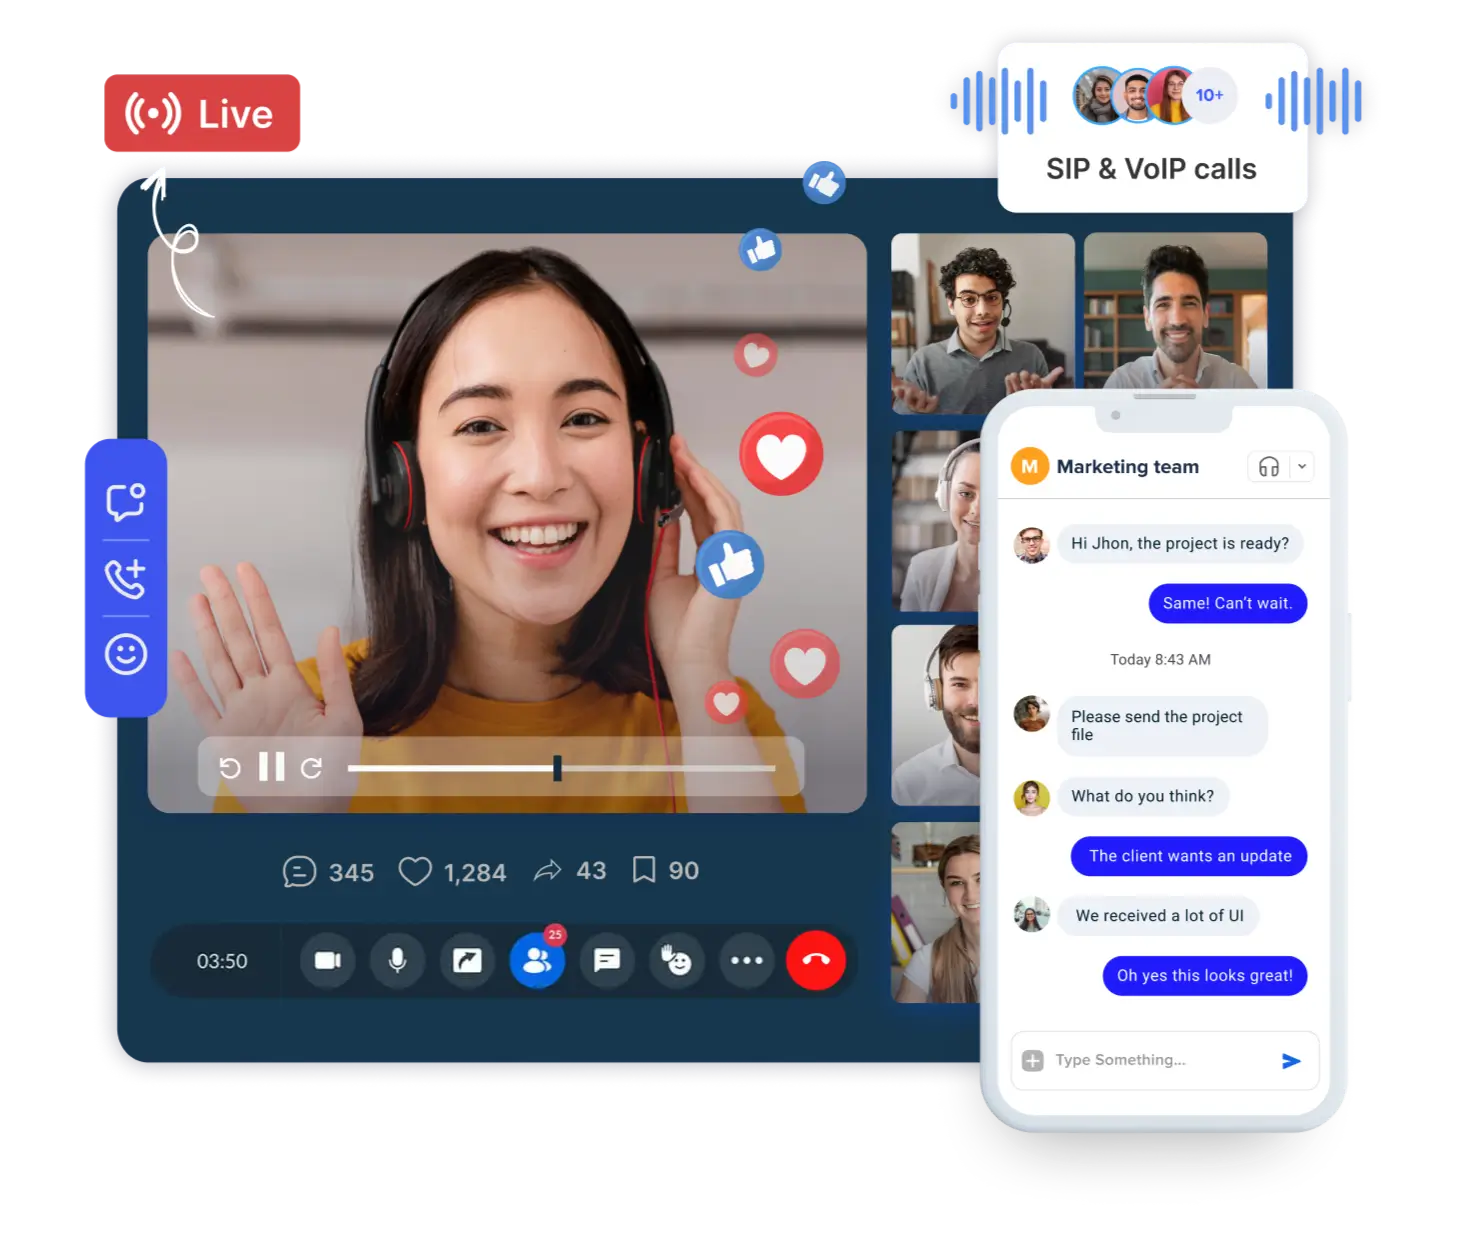 Live
10+
SIP & VoIP calls
M
Marketing team
Hi Jhon, the project is ready?
Same! Can't wait.
Today 8:43 AM
Please send the project
file
What do you think?
The client wants an update
We received a lot of UI
Oh yes this looks great!
Type Something...
345
1,284
43
90
03:50
25